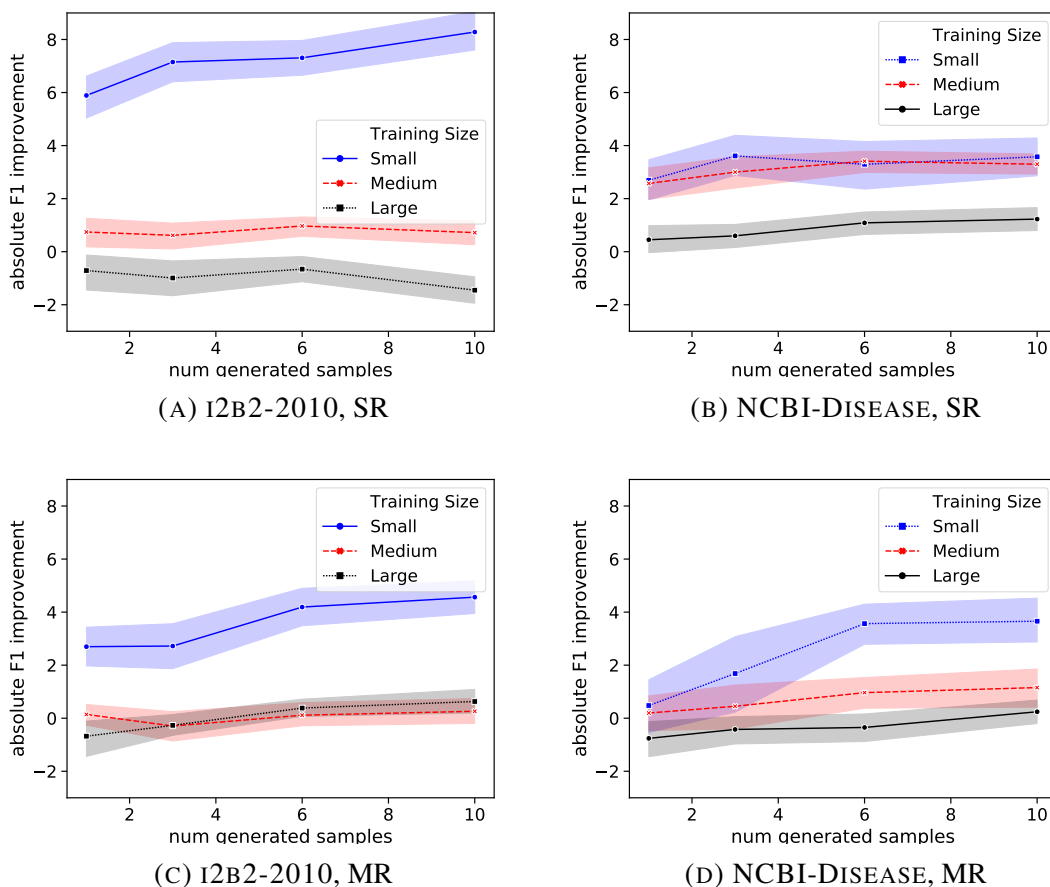 8
6
4
2
0
−2
absolute F1 improvement
Training Size
Small
Medium
Large
2
4
6
8
10
num generated samples
(A) I2B2-2010, SR
8
6
4
2
0
−2
absolute F1 improvement
Training Size
Small
Medium
Large
2
4
6
8
10
num generated samples
(B) NCBI-DISEASE, SR
8
6
4
2
0
−2
absolute F1 improvement
Training Size
Small
Medium
Large
2
4
6
8
10
num generated samples
(C) I2B2-2010, MR
8
6
4
2
0
−2
absolute F1 improvement
Training Size
Small
Medium
Large
2
4
6
8
10
num generated samples
(D) NCBI-DISEASE, MR